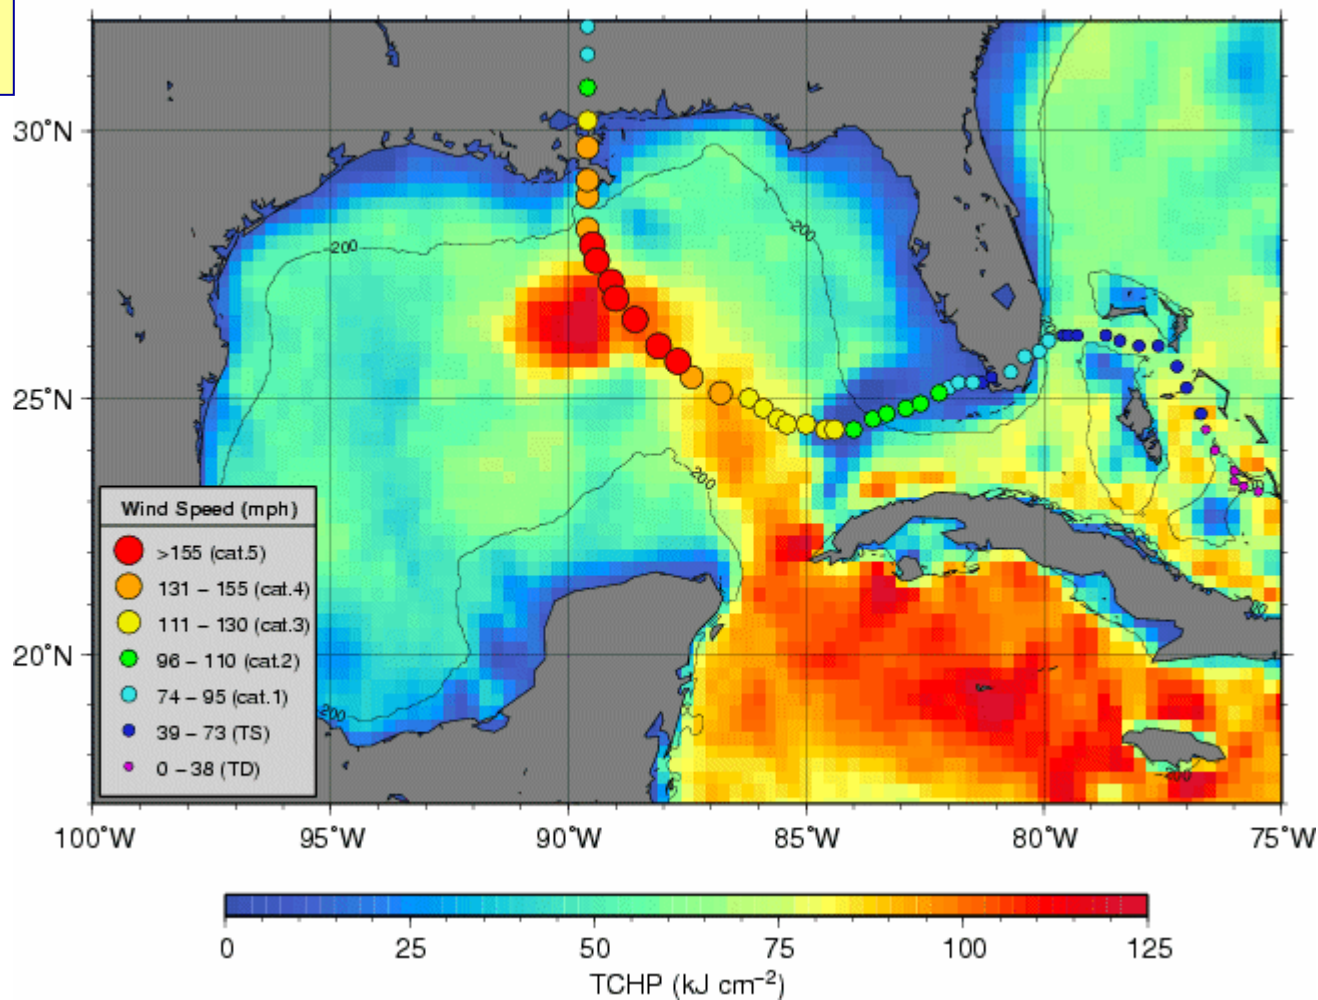 30°N
25°N
20°N
200
200
200
200
Wind Speed (mph)
>155 (cat.5)
131 – 155 (cat.4)
111 – 130 (cat.3)
96 – 110 (cat.2)
74 – 95 (cat.1)
39 – 73 (TS)
0 – 38 (TD)
100°W
95°W
90°W
85°W
80°W
75°W
0
25
50
75
100
125
TCHP (kJ cm⁻²)